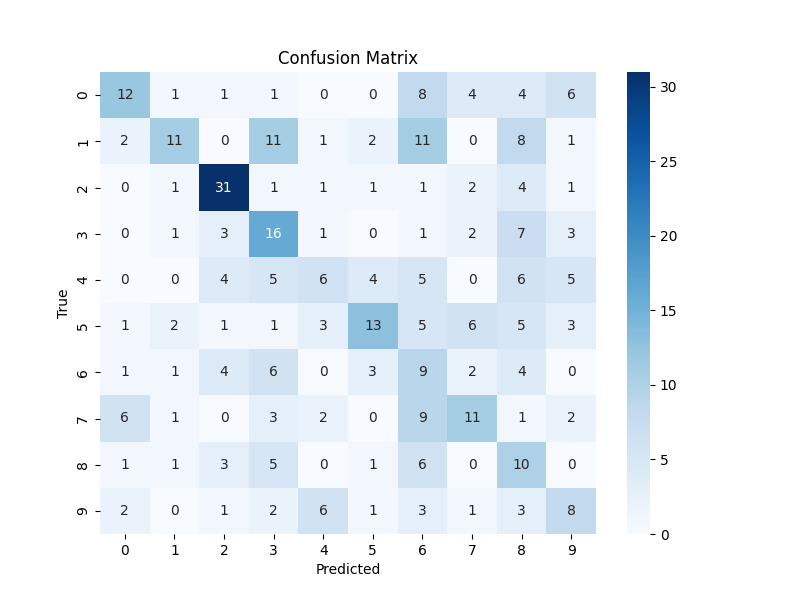 Confusion Matrix
0 12 1 1 1 0 0 8 4 4 6
1 2 11 0 11 1 2 11 0 8 1
2 0 1 31 1 1 1 1 2 4 1
3 0 1 3 16 1 0 1 2 7 3
4 0 0 4 5 6 4 5 0 6 5
5 1 2 1 1 3 13 5 6 5 3
6 1 1 4 6 0 3 9 2 4 0
7 6 1 0 3 2 0 9 11 1 2
8 1 1 3 5 0 1 6 0 10 0
9 2 0 1 2 6 1 3 1 3 8
0 1 2 3 4 5 6 7 8 9
Predicted
True
30
25
20
15
10
5
0